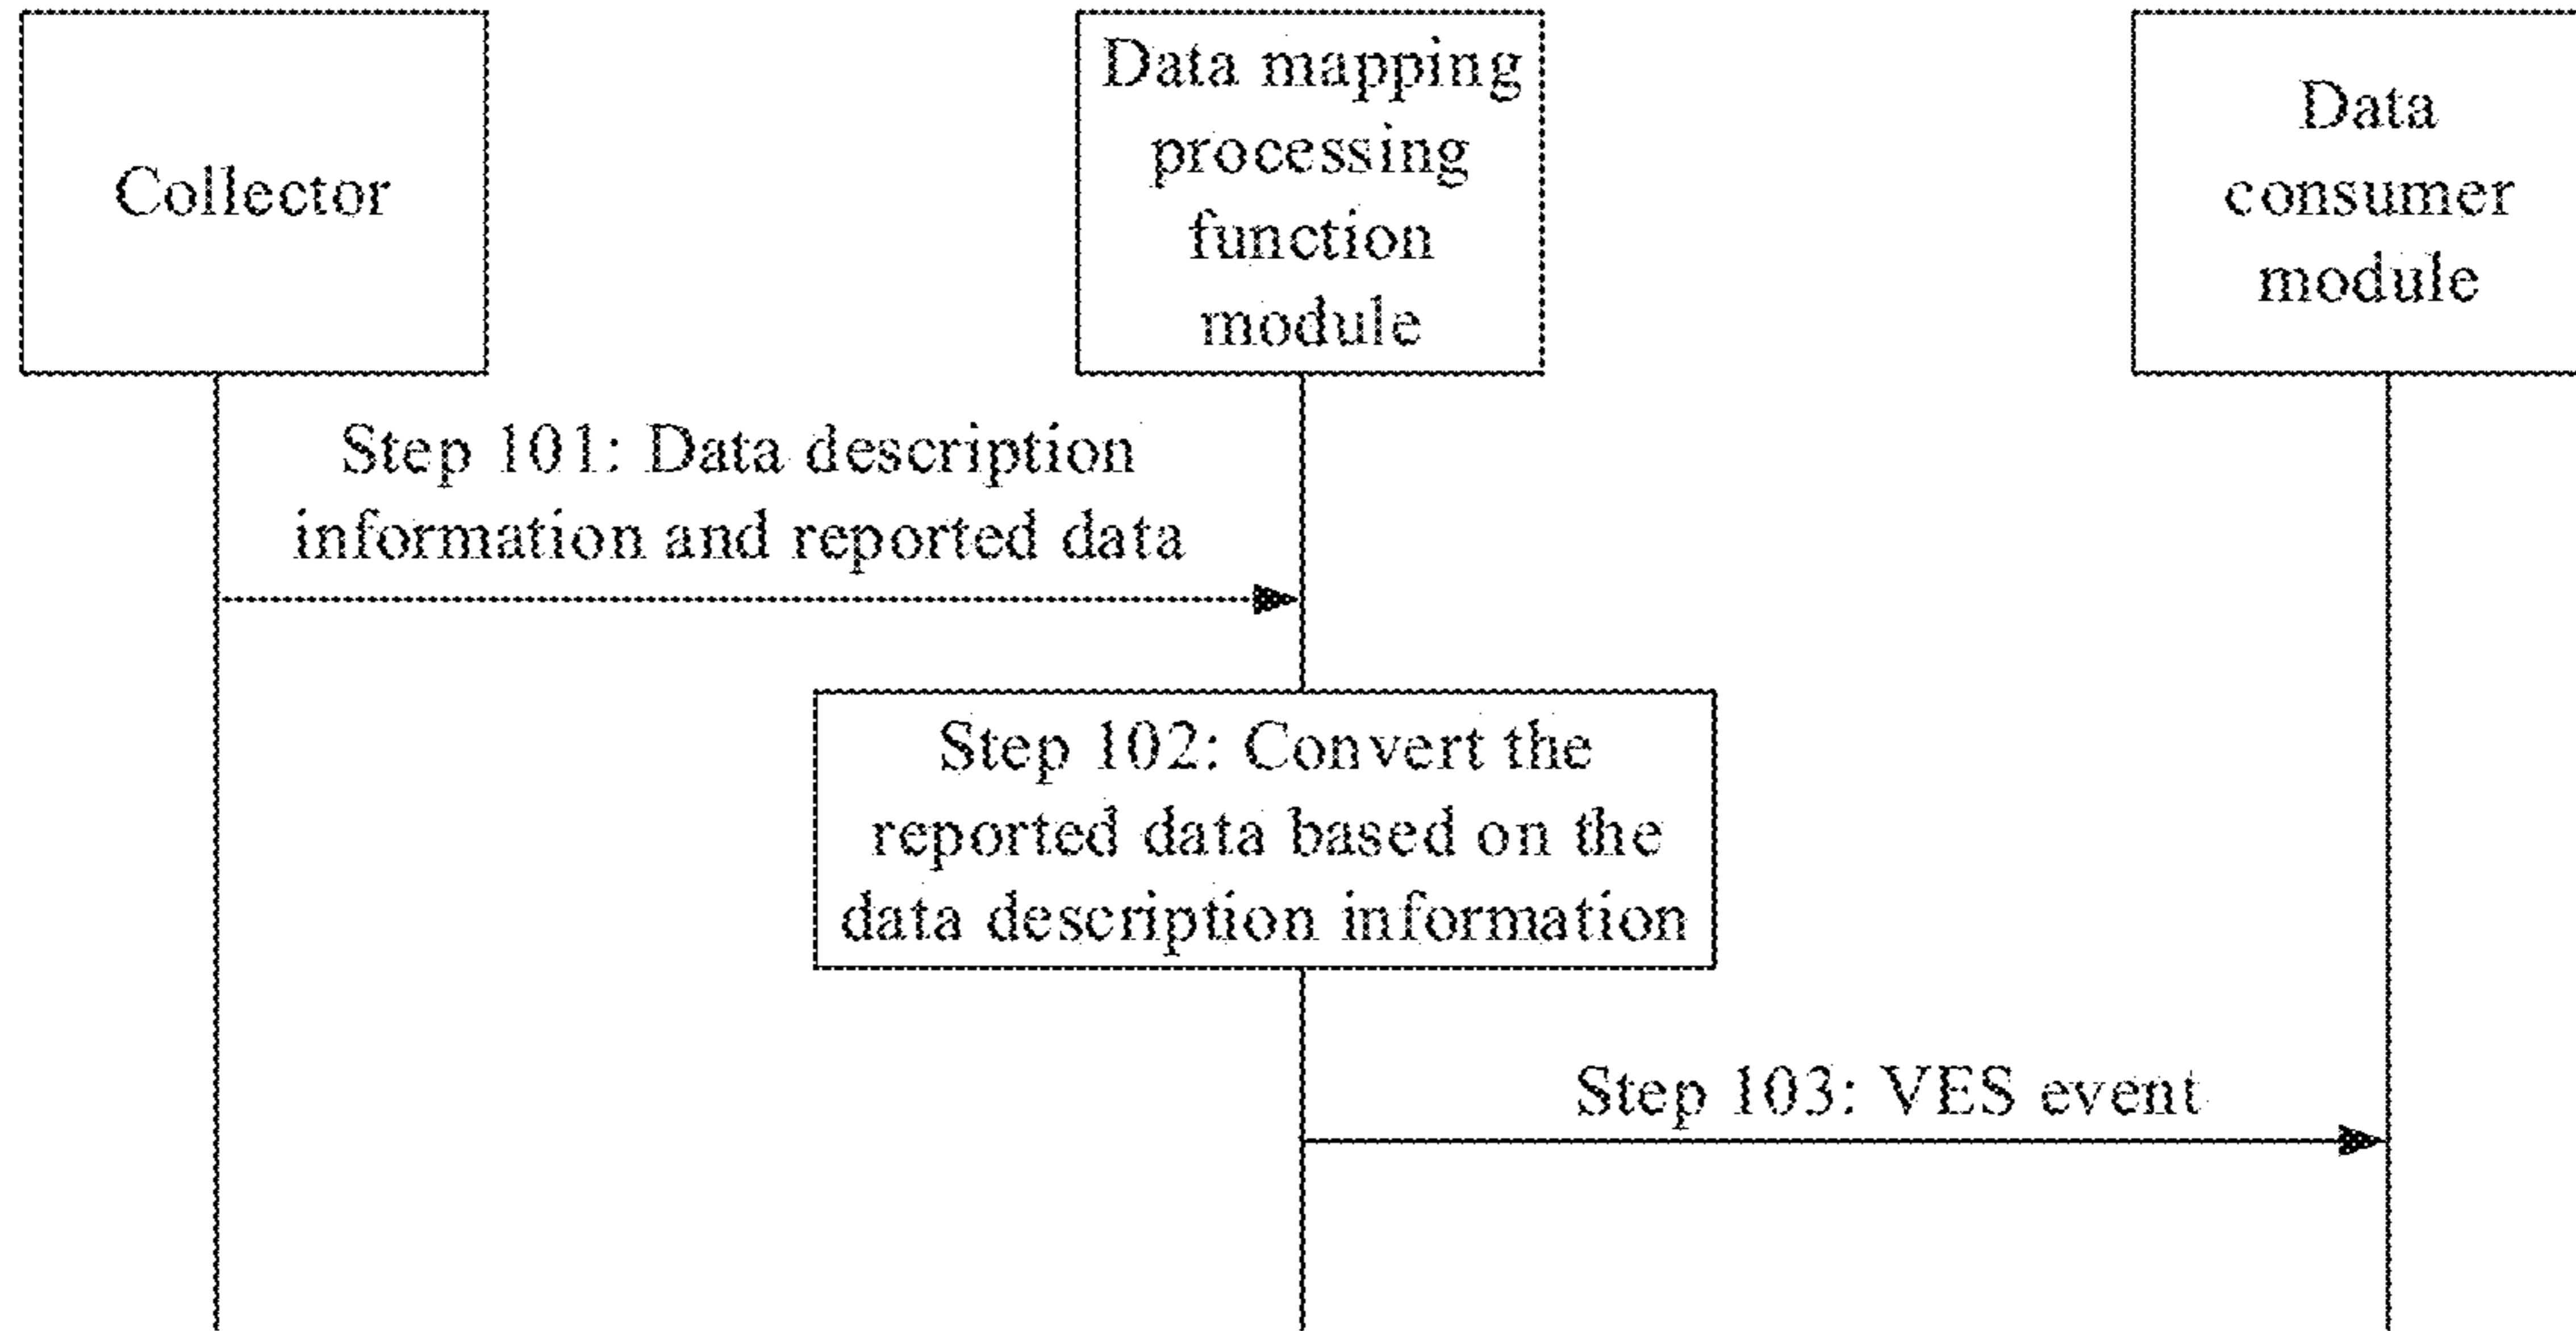 Collector
Data mapping
processing
function
module
Data
consumer
module
Step 101: Data description
information and reported data
Step 102: Convert the
reported data based on the
data description information
Step 103: VES event